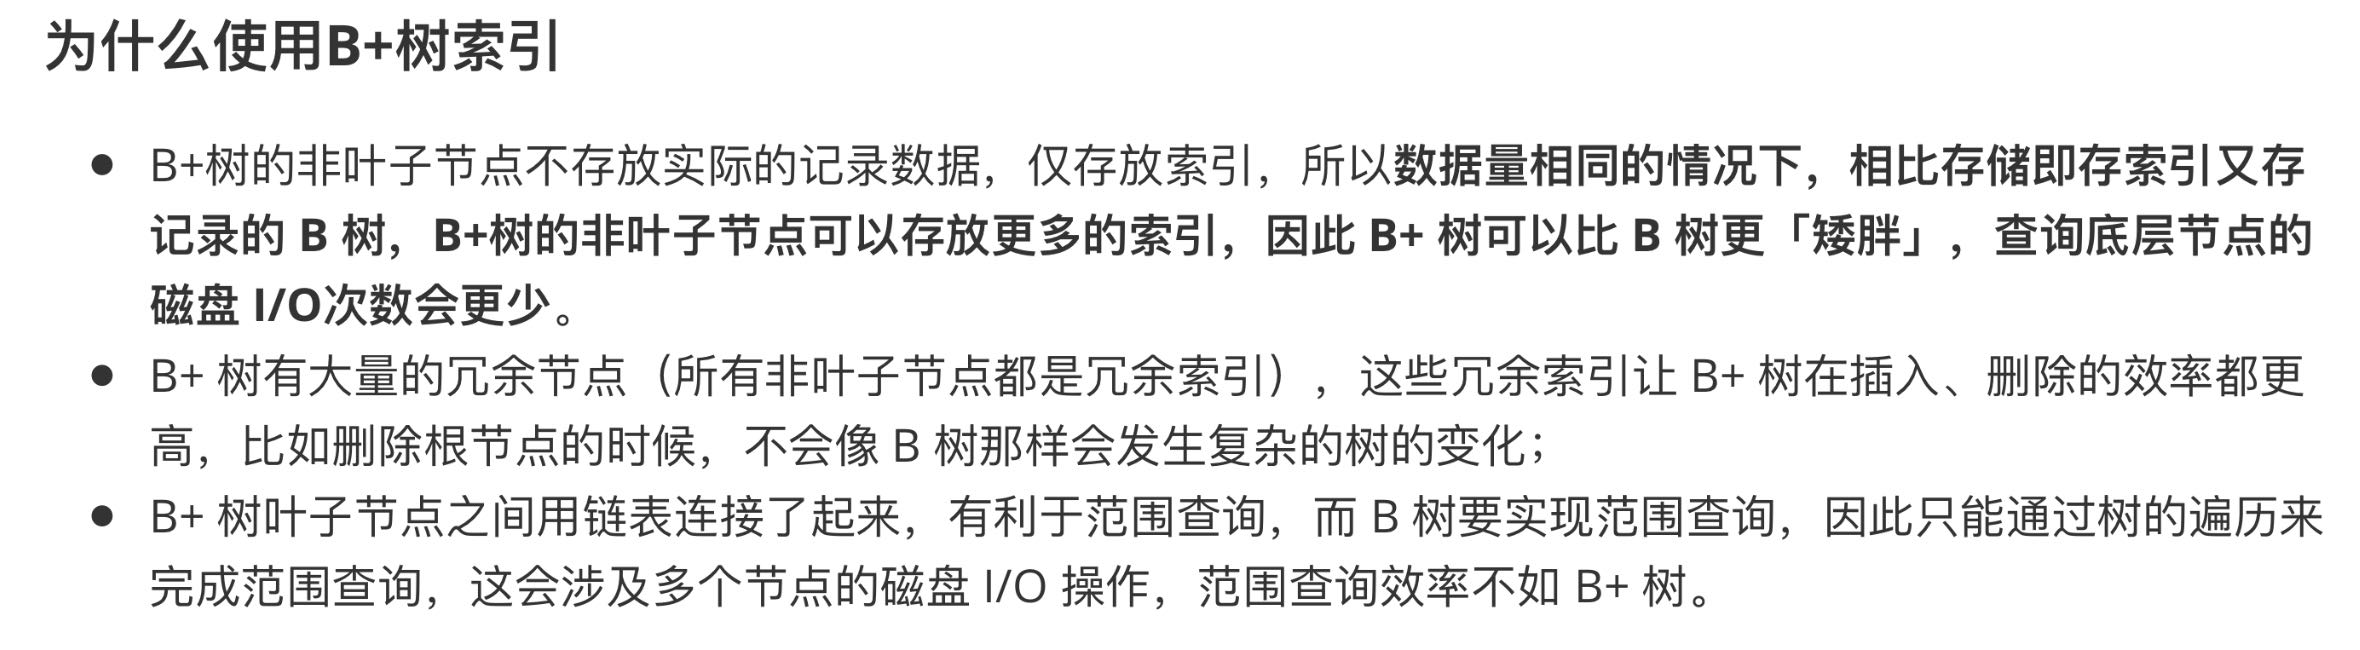 为什么使用B+树索引
● B+树的非叶子节点不存放实际的记录数据，仅存放索引，所以数据量相同的情况下，相比存储即存索引又存
记录的 B 树，B+树的非叶子节点可以存放更多的索引，因此 B+ 树可以比 B 树更「矮胖」，查询底层节点的
磁盘 I/O次数会更少。
● B+ 树有大量的冗余节点（所有非叶子节点都是冗余索引），这些冗余索引让 B+ 树在插入、删除的效率都更
高，比如删除根节点的时候，不会像 B 树那样会发生复杂的树的变化；
● B+ 树叶子节点之间用链表连接了起来，有利于范围查询，而 B 树要实现范围查询，因此只能通过树的遍历来
完成范围查询，这会涉及多个节点的磁盘 I/O 操作，范围查询效率不如 B+ 树。